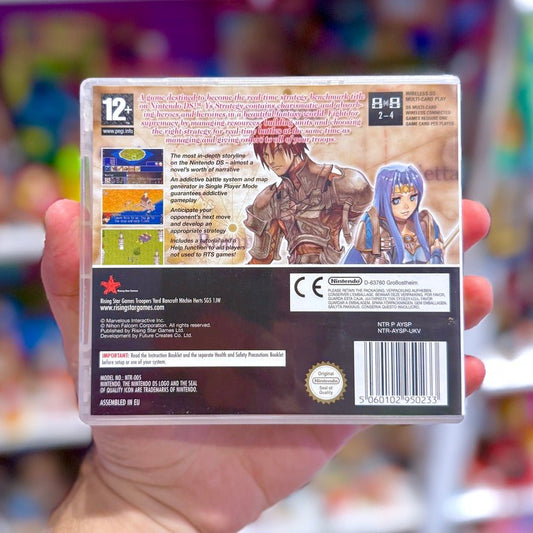 12+
www.pegi.info
A game destined to become the real-time strategy benchmark title
on Nintendo DS™. Ys Strategy contains charismatic and
ing heroes and heroines in a beautiful fantasy world. Fight for
supremacy by managing resources, building units and choosing
the right strategy for real-time battles at the same time as
managing and giving orders to all of your troops.
WIRELESS DS
MULTI-CARD PLAY
2-4
The most in-depth storyline
on the Nintendo DS – almost a
novel's worth of narrative
An addictive battle system and map
generator in Single Player Mode
guarantees addictive
gameplay
Anticipate your
opponent's next move
and develop an
appropriate strategy
Includes a tutorial and a
Help function to aid players
not used to RTS games!
etta
Rising Star Games
Rising Star Games Troopers Yard Bancroft Hitchin Herts SG5 1JW
www.risingstargames.com
© Marvelous Interactive Inc.
© Nihon Falcom Corporation. All rights reserved.
Publishing by Rising Star Games Ltd.
Development by Future Creates Co. Ltd.
IMPORTANT: Read the Instruction Booklet and the separate Health and Safety Precautions Booklet
before setup or use of your system.
MODEL NO.: NTR-005
NINTENDO, THE NINTENDO DS LOGO AND THE SEAL
OF QUALITY ICON ARE TRADEMARKS OF NINTENDO.
ASSEMBLED IN EU
CE
Nintendo
D-63760 Großostheim
NTR P AYSP
NTR-AYSP-UKV
Original
Nintendo
Seal of Quality
5 060102 950233